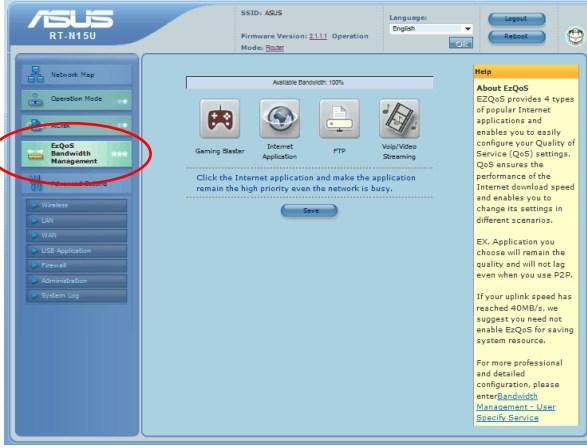 ASUS
RT-N15U
SSID: ASUS
Firmware Version: 2.1.1.1 Operation
Mode: Router
Language:
English
Logout
Reboot
Network Map
Operation Mode
AiDisk
EzQoS
Bandwidth
Management
Advanced Setting
Wireless
LAN
WAN
USB Application
Firewall
Administration
System Log
Available Bandwidth: 100%
Gaming Blaster
Internet
Application
FTP
Voip/Video
Streaming
Click the Internet application and make the application
remain the high priority even the network is busy.
Save
Help
About EzQoS
EZQoS provides 4 types
of popular Internet
applications and
enables you to easily
configure your Quality of
Service (QoS) settings.
QoS ensures the
performance of the
Internet download speed
and enables you to
change its settings in
different scenarios.
EX. Application you
choose will remain the
quality and will not lag
even when you use P2P.
If your uplink speed has
reached 40MB/s, we
suggest you need not
enable EzQoS for saving
system resource.
For more professional
and detailed
configuration, please
enterBandwidth
Management - User
Specify Service